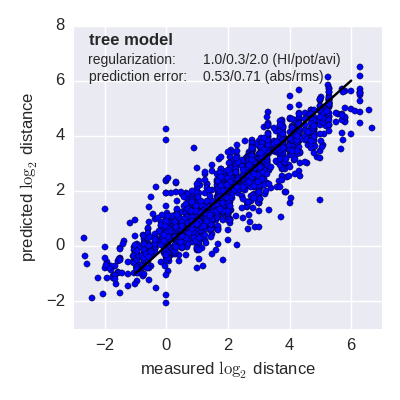 tree model
regularization: 1.0/0.3/2.0 (HI/pot/avi)
prediction error: 0.53/0.71 (abs/rms)
8
6
4
2
0
−2
predicted log2 distance
−2 0 2 4 6
measured log2 distance